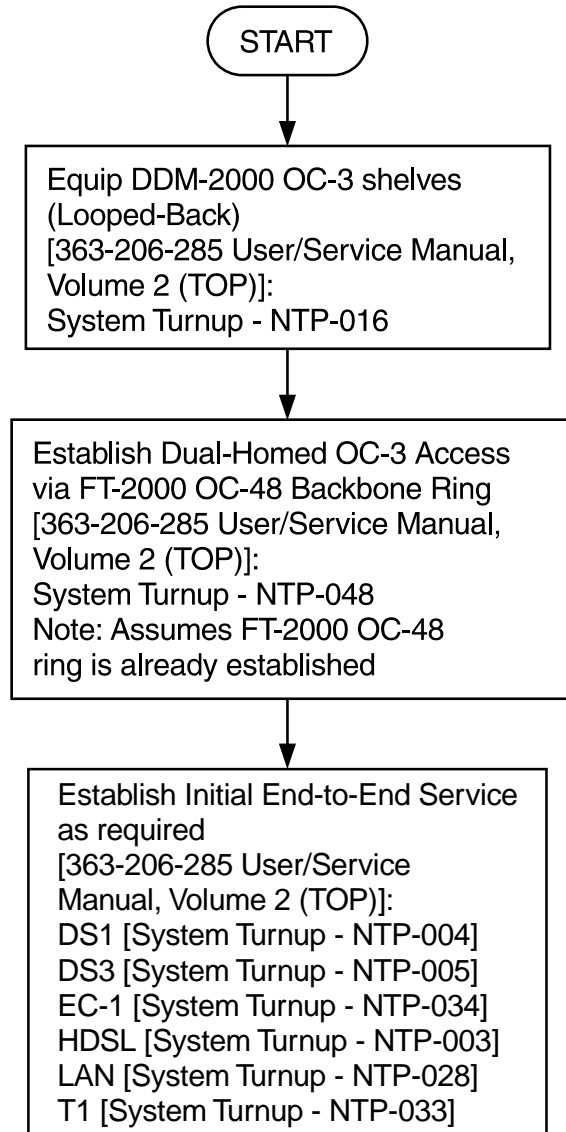 START
Equip DDM-2000 OC-3 shelves
(Looped-Back)
[363-206-285 User/Service Manual,
Volume 2 (TOP)]:
System Turnup - NTP-016
Establish Dual-Homed OC-3 Access
via FT-2000 OC-48 Backbone Ring
[363-206-285 User/Service Manual,
Volume 2 (TOP)]:
System Turnup - NTP-048
Note: Assumes FT-2000 OC-48
ring is already established
Establish Initial End-to-End Service
as required
[363-206-285 User/Service
Manual, Volume 2 (TOP)]:
DS1 [System Turnup - NTP-004]
DS3 [System Turnup - NTP-005]
EC-1 [System Turnup - NTP-034]
HDSL [System Turnup - NTP-003]
LAN [System Turnup - NTP-028]
T1 [System Turnup - NTP-033]